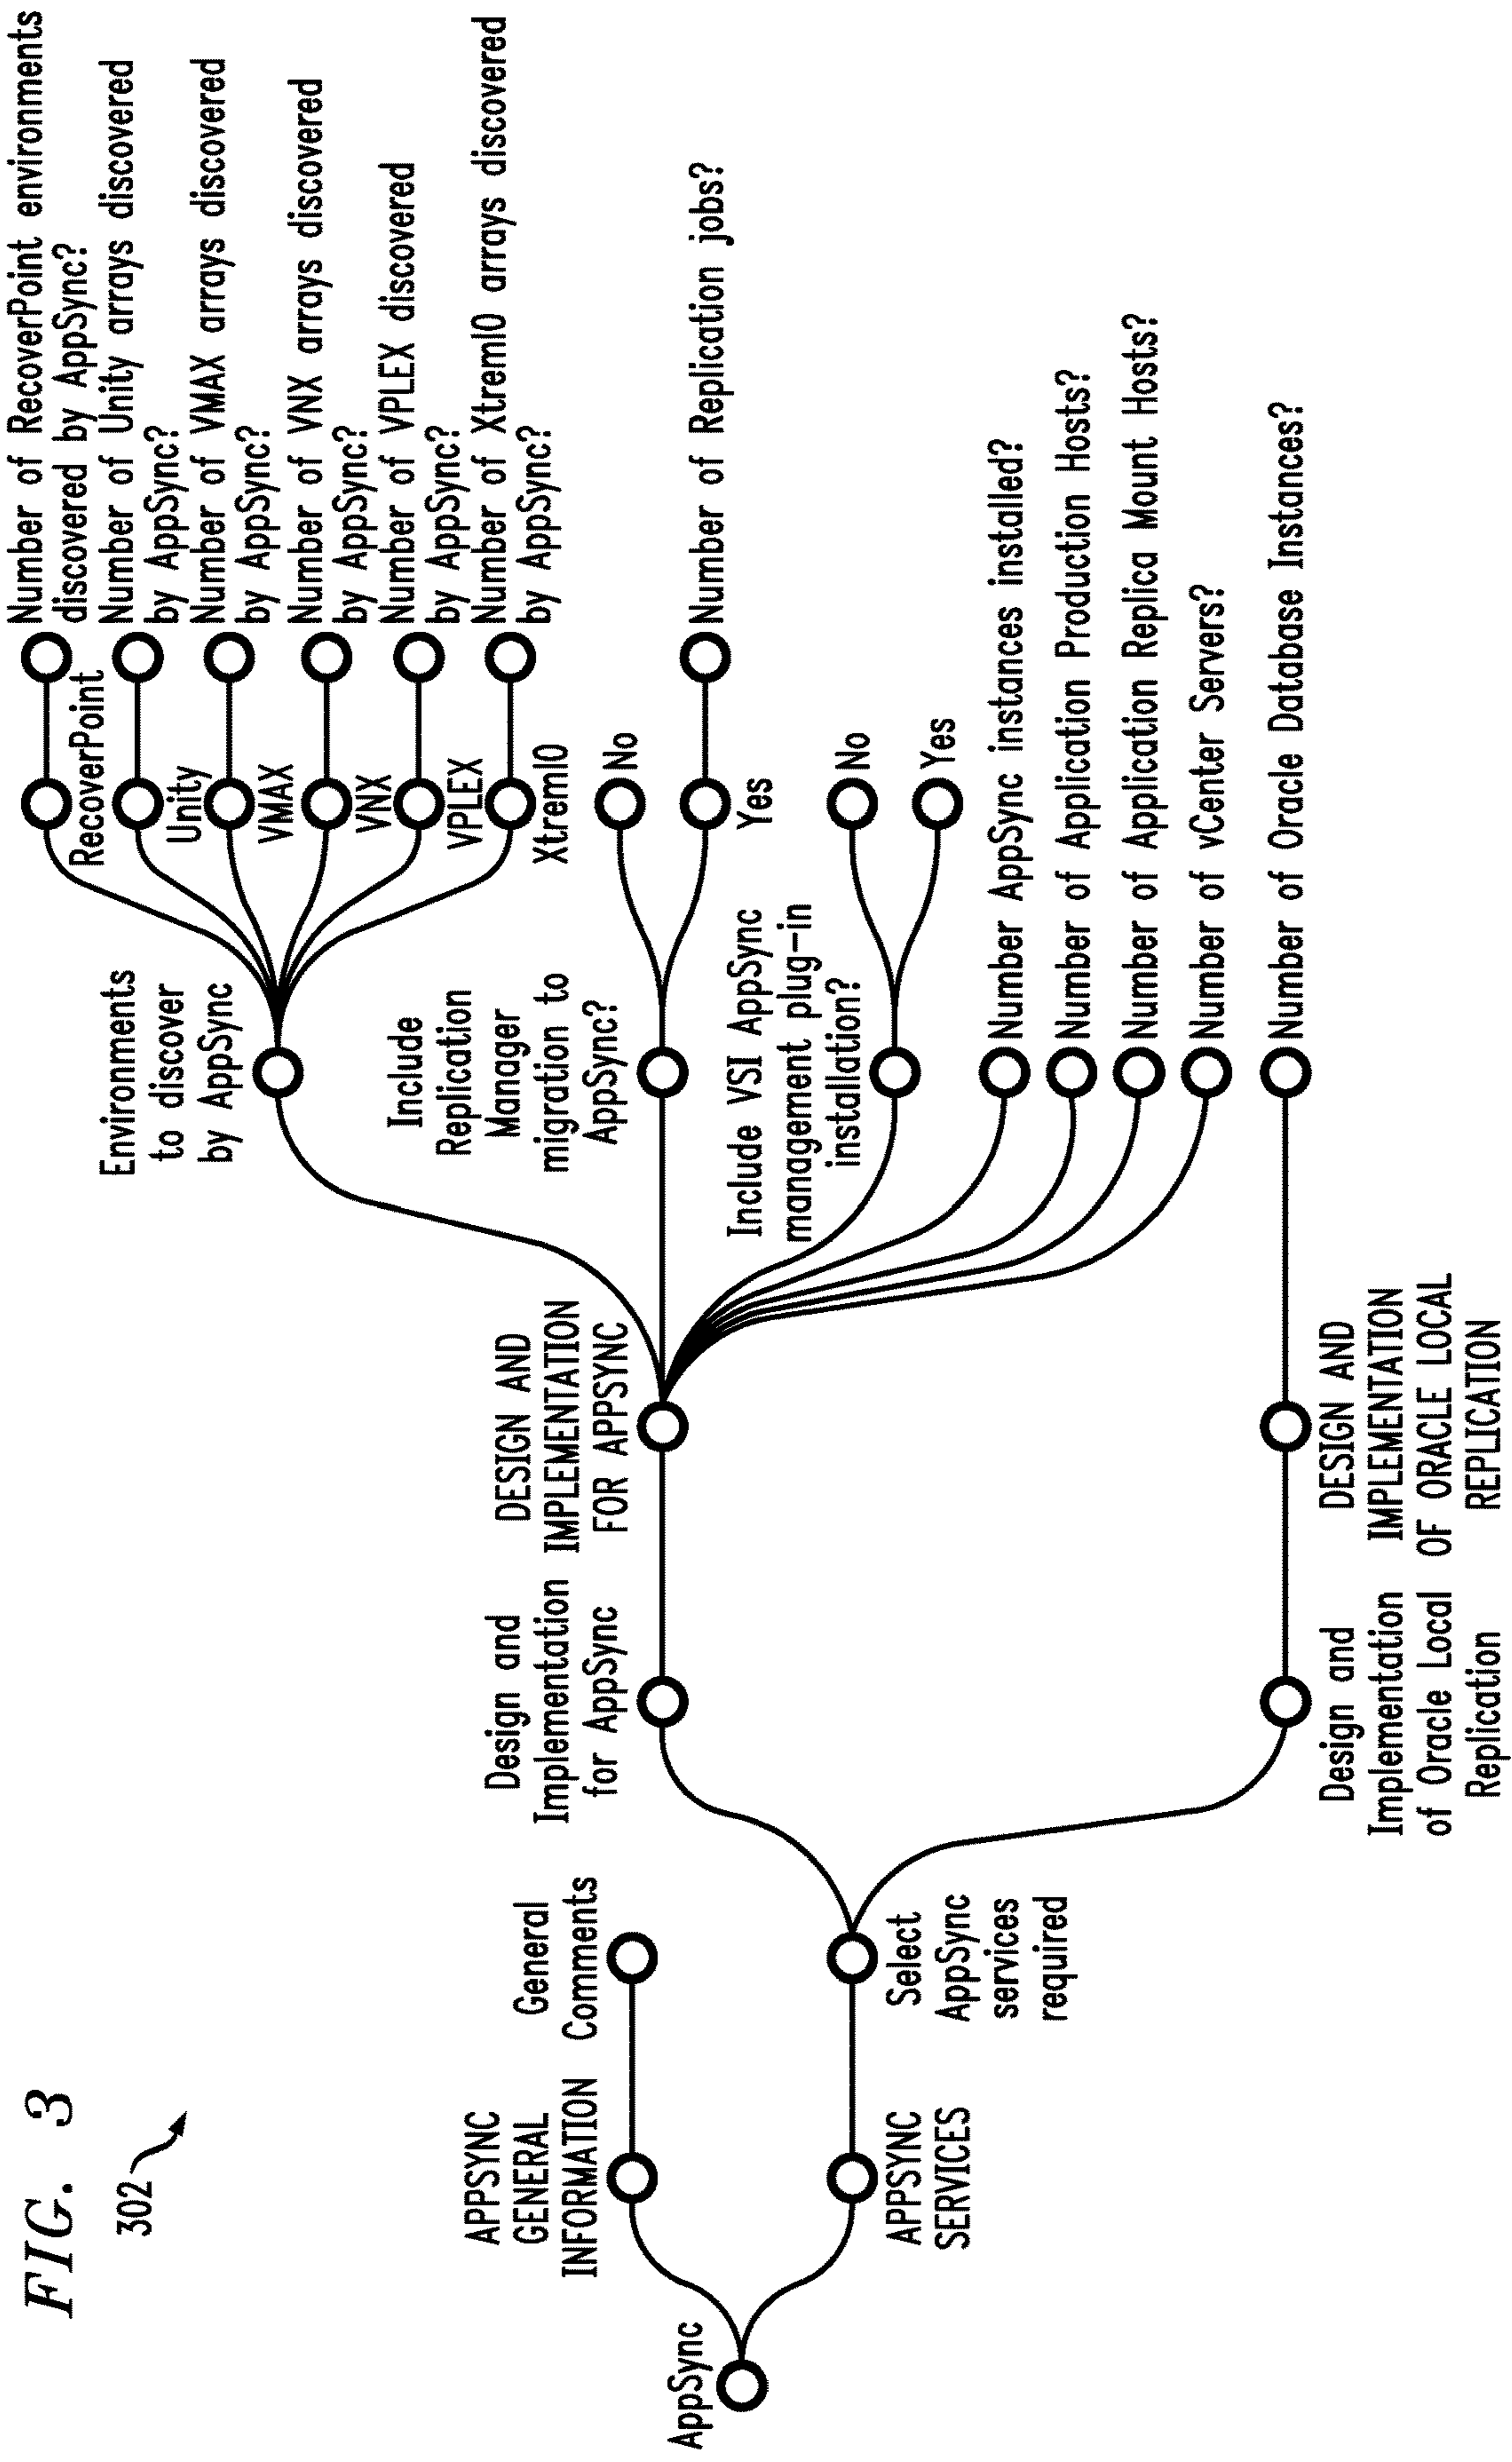 FIG. 3
302
AppSync
APPSYNC
GENERAL
INFORMATION
General
Comments
APPSYNC
SERVICES
Select
AppSync
services
required
Design and
Implementation
for AppSync
DESIGN AND
IMPLEMENTATION
FOR APPSYNC
Environments
to discover
by AppSync
RecoverPoint
Number of RecoverPoint environments
discovered by AppSync?
Unity
Number of Unity arrays discovered
by AppSync?
VMAX
Number of VMAX arrays discovered
by AppSync?
VNX
Number of VNX arrays discovered
by AppSync?
VPLEX
Number of VPLEX discovered
by AppSync?
XtremIO
Number of XtremIO arrays discovered
by AppSync?
Include
Replication
Manager
migration to
AppSync?
No
Yes
Number of Replication jobs?
Include VSI AppSync
management plug-in
installation?
No
Yes
Number AppSync instances installed?
Number of Application Production Hosts?
Number of Application Replica Mount Hosts?
Number of vCenter Servers?
Design and
Implementation
of Oracle Local
Replication
DESIGN AND
IMPLEMENTATION
OF ORACLE LOCAL
REPLICATION
Number of Oracle Database Instances?